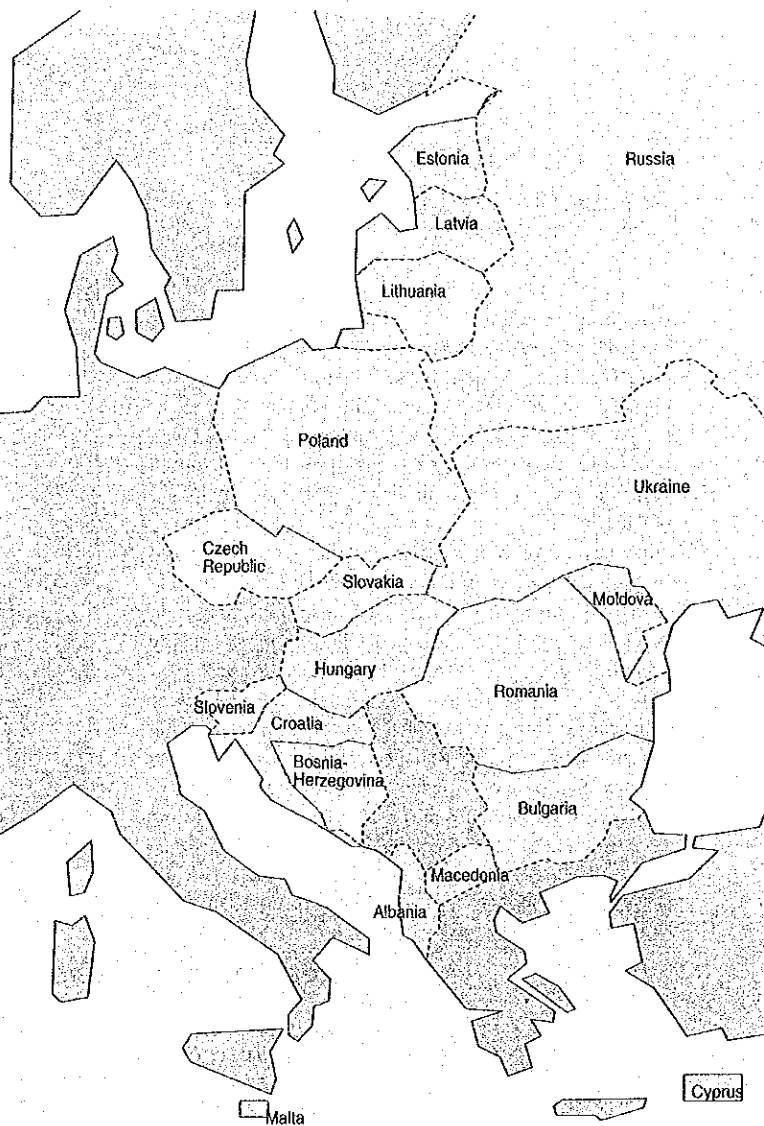 Estonia
Russia
Latvia
Lithuania
Poland
Ukraine
Czech
Republic
Slovakia
Moldova
Hungary
Romania
Slovenia
Croatia
Bosnia-
Herzegovina
Bulgaria
Macedonia
Albania
Cyprus
Malta